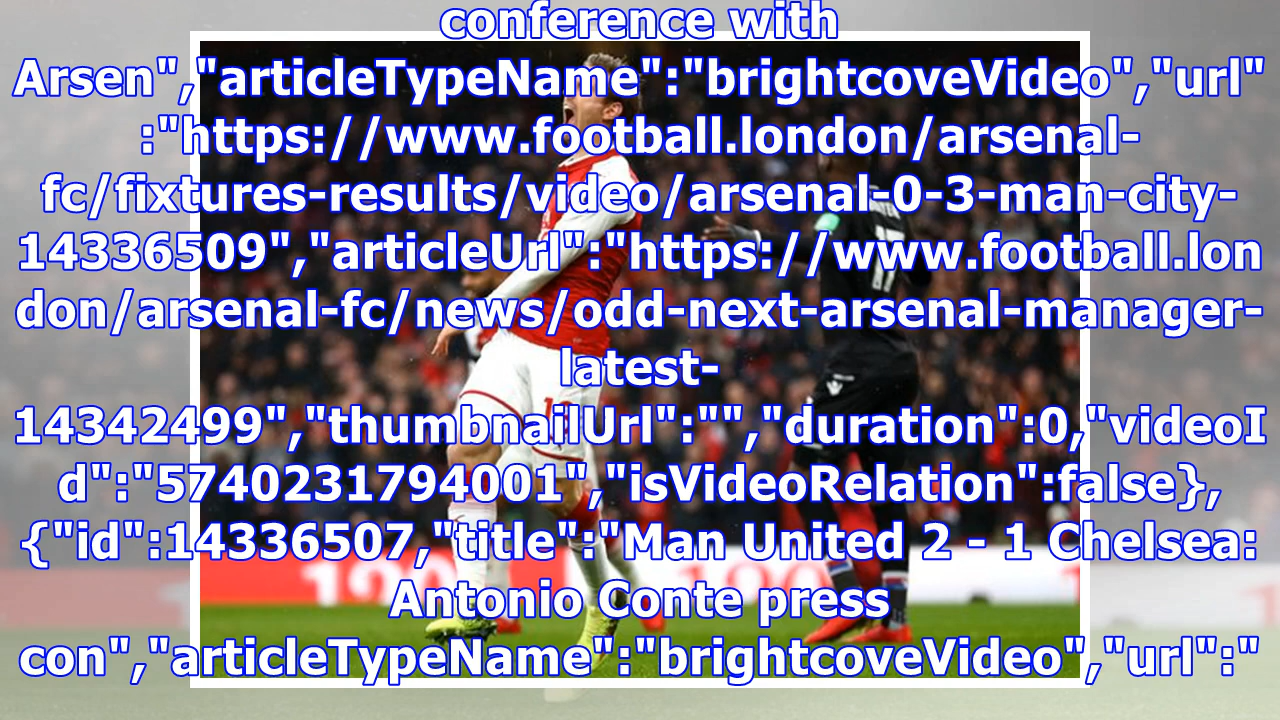 conference with
Arsen","articleTypeName":"brightcoveVideo","url"
:"https://www.football.london/arsenal-
fc/fixtures-results/video/arsenal-0-3-man-city-
14336509","articleUrl":"https://www.football.lon
don/arsenal-fc/news/odd-next-arsenal-manager-
latest-
14342499","thumbnailUrl":"","duration":0,"videoI
d":"5740231794001","isVideoRelation":false},
{"id":14336507,"title":"Man United 2 - 1 Chelsea:
Antonio Conte press
con","articleTypeName":"brightcoveVideo","url":"
17